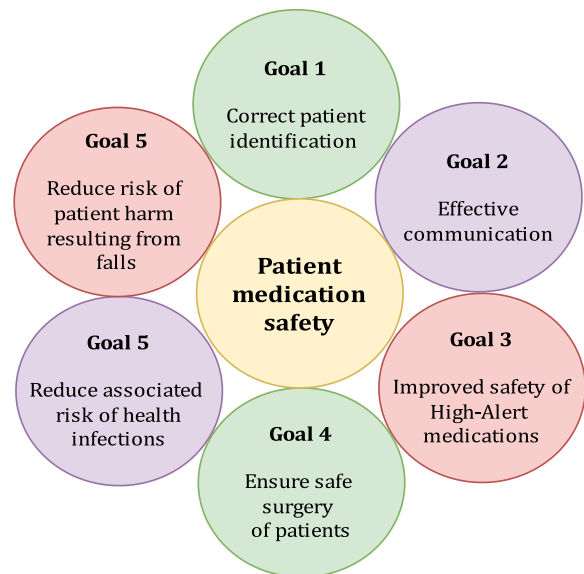 Goal 1
Correct patient
identification
Goal 2
Effective
communication
Goal 3
Improved safety of
High-Alert
medications
Goal 4
Ensure safe
surgery
of patients
Goal 5
Reduce associated
risk of health
infections
Goal 5
Reduce risk of
patient harm
resulting from
falls
Patient
medication
safety